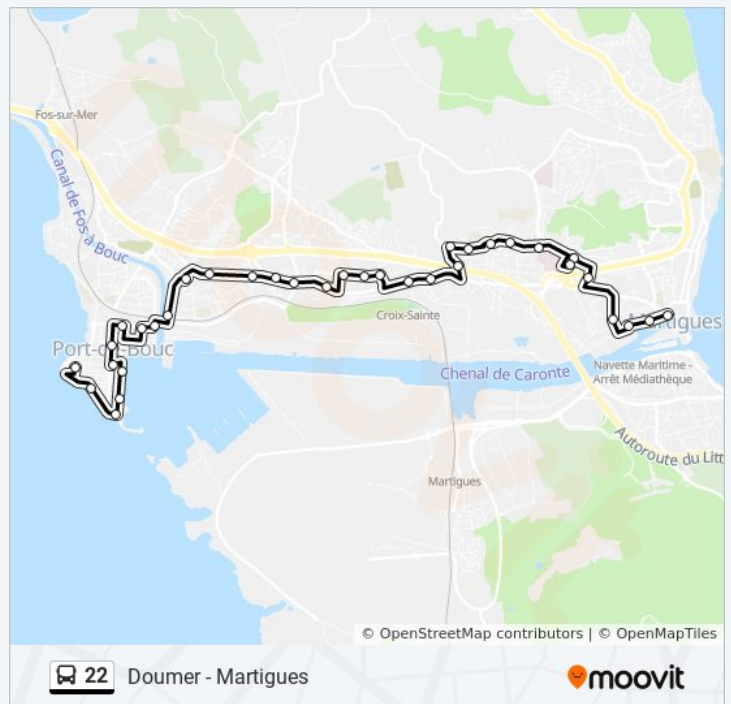 Fos-sur-Mer
Canal de Fos à Bouc
Port-de-Bouc
Croix-Sainte
Martigues
Chenal de Caronte
Navette Maritime -
Arrêt Médiathèque
Autoroute du Litt
Martigues
© OpenStreetMap contributors | © OpenMapTiles
22 Doumer - Martigues
moovit